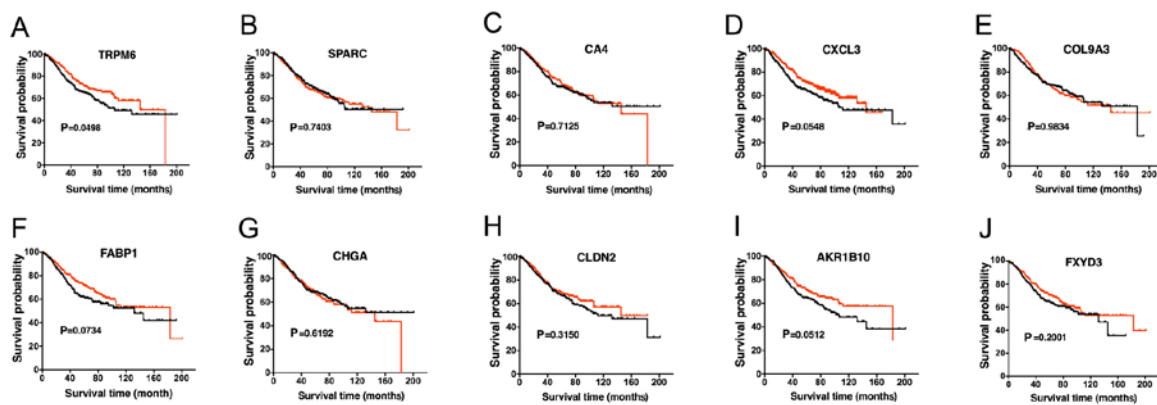 A
TRPM6
Survival probability
100
80
60
40
20
0
P=0.0498
0 40 80 120 160 200
Survival time (months)
B
SPARC
Survival probability
100
80
60
40
20
0
P=0.7403
0 40 80 120 160 200
Survival time (months)
C
CA4
Survival probability
100
80
60
40
20
0
P=0.7125
0 40 80 120 160 200
Survival time (months)
D
CXCL3
Survival probability
100
80
60
40
20
0
P=0.0548
0 40 80 120 160 200
Survival time (months)
E
COL9A3
Survival probability
100
80
60
40
20
0
P=0.9834
0 40 80 120 160 200
Survival time (months)
F
FABP1
Survival probability
100
80
60
40
20
0
P=0.0734
0 40 80 120 160 200
Survival time (month)
G
CHGA
Survival probability
100
80
60
40
20
0
P=0.6192
0 40 80 120 160 200
Survival time (months)
H
CLDN2
Survival probability
100
80
60
40
20
0
P=0.3150
0 40 80 120 160 200
Survival time (months)
I
AKR1B10
Survival probability
100
80
60
40
20
0
P=0.0512
0 40 80 120 160 200
Survival time (months)
J
FXYD3
Survival probability
100
80
60
40
20
0
P=0.2001
0 40 80 120 160 200
Survival time (months)